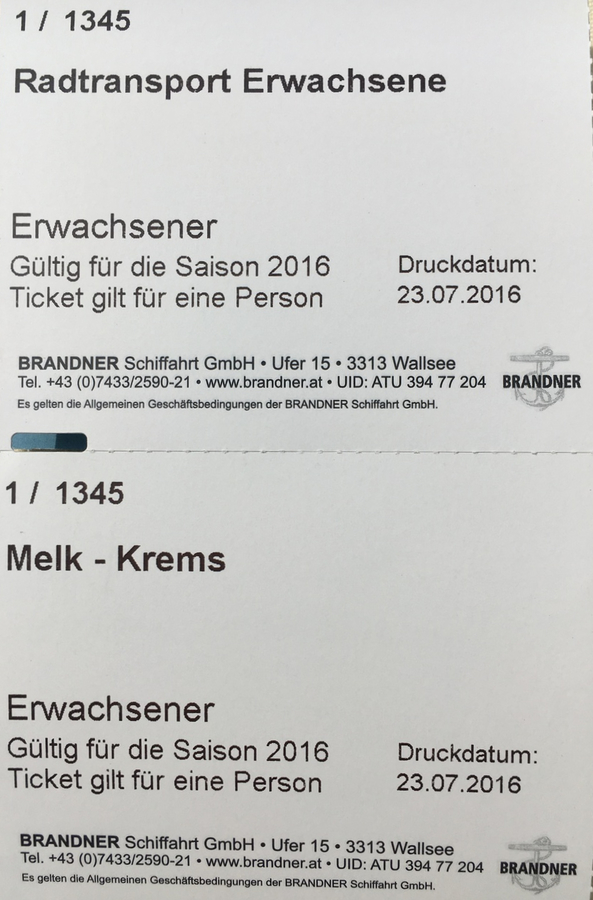 1 / 1345
Radtransport Erwachsene
Erwachsener
Gültig für die Saison 2016
Ticket gilt für eine Person
Druckdatum:
23.07.2016
BRANDNER Schiffahrt GmbH • Ufer 15 • 3313 Wallsee
Tel. +43 (0)7433/2590-21 • www.brandner.at • UID: ATU 394 77 204
Es gelten die Allgemeinen Geschäftsbedingungen der BRANDNER Schiffahrt GmbH.
BRANDNER
1 / 1345
Melk - Krems
Erwachsener
Gültig für die Saison 2016
Ticket gilt für eine Person
Druckdatum:
23.07.2016
BRANDNER Schiffahrt GmbH • Ufer 15 • 3313 Wallsee
Tel. +43 (0)7433/2590-21 • www.brandner.at • UID: ATU 394 77 204
Es gelten die Allgemeinen Geschäftsbedingungen der BRANDNER Schiffahrt GmbH.
BRANDNER